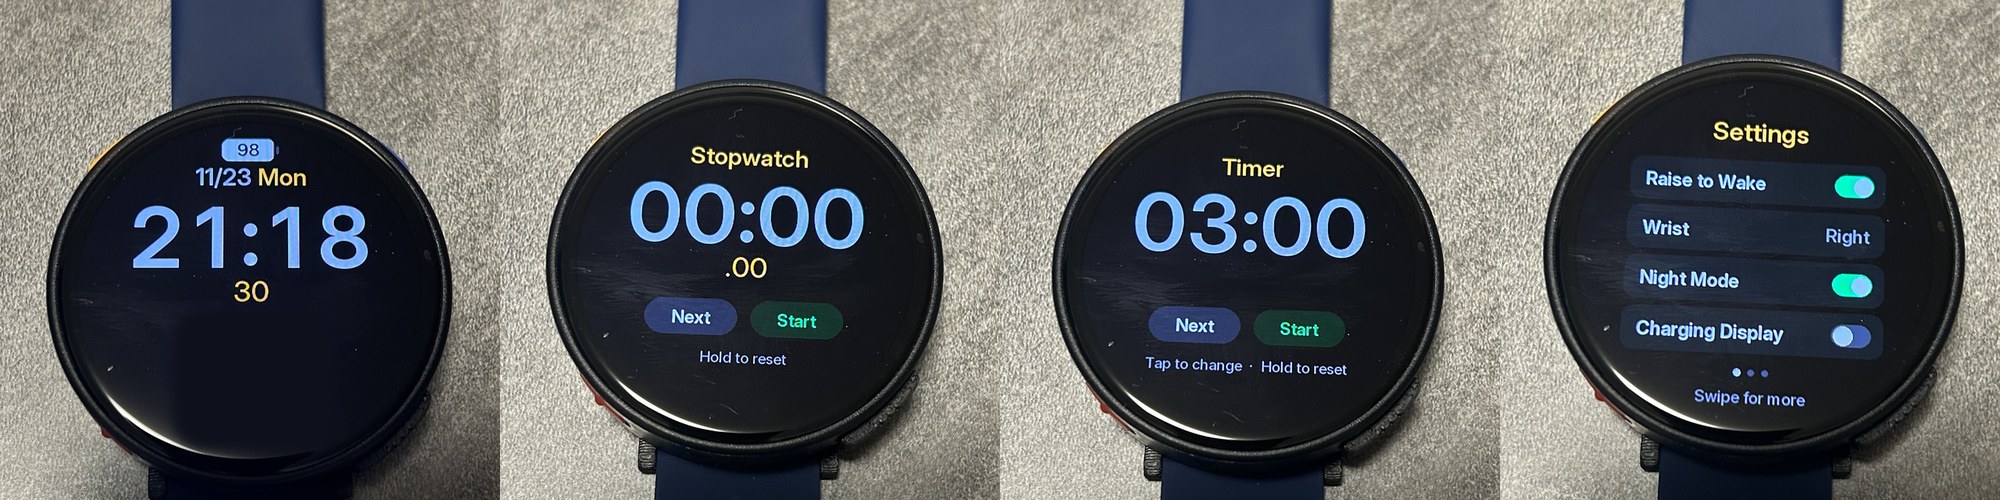 98
11/23 Mon
21:18
30
Stopwatch
00:00
.00
Next Start
Hold to reset
Timer
03:00
Next Start
Tap to change · Hold to reset
Settings
Raise to Wake
Wrist Right
Night Mode
Charging Display
Swipe for more